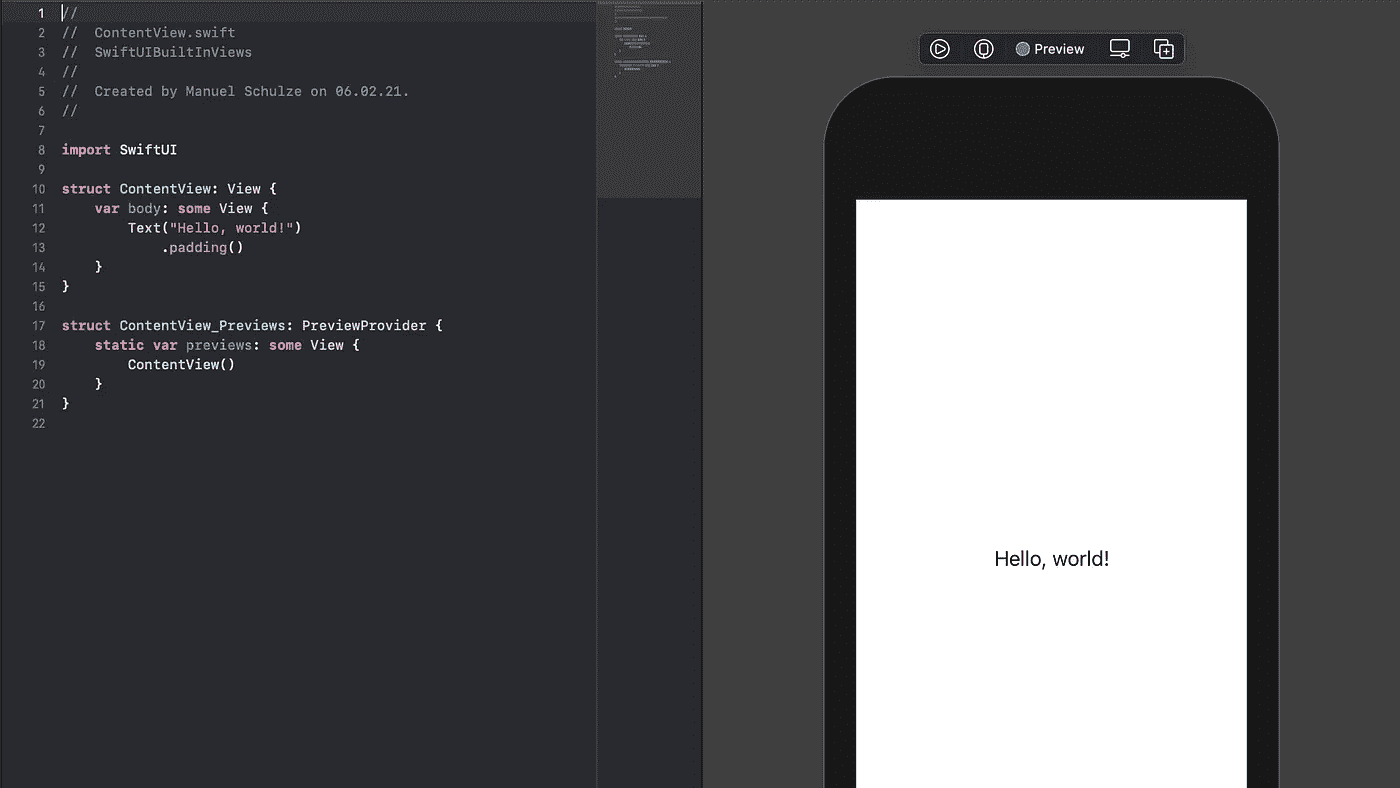 1 //
2 //  ContentView.swift
3 //  SwiftUIBuiltInViews
4 //
5 //  Created by Manuel Schulze on 06.02.21.
6 //
7
8 import SwiftUI
9
10 struct ContentView: View {
11     var body: some View {
12         Text("Hello, world!")
13             .padding()
14     }
15 }
16
17 struct ContentView_Previews: PreviewProvider {
18     static var previews: some View {
19         ContentView()
20     }
21 }
22
Preview
Hello, world!